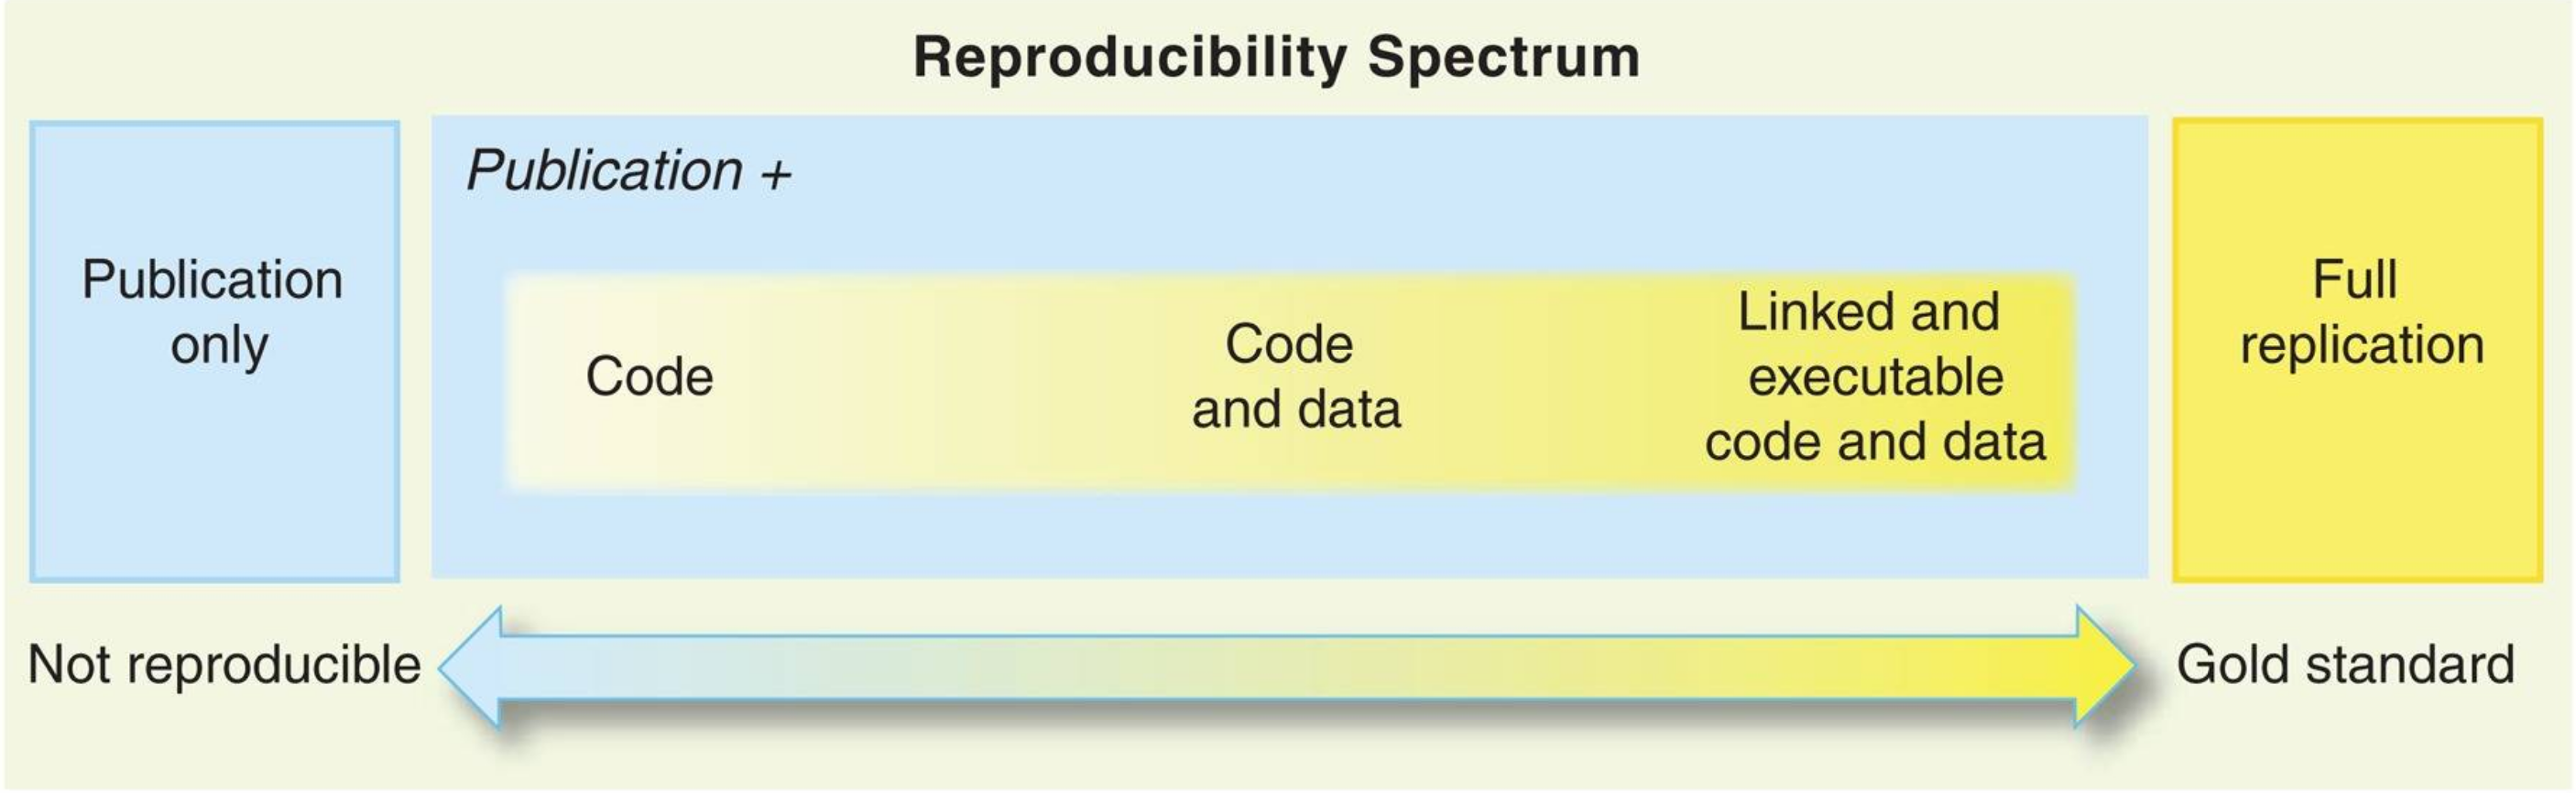 Reproducibility Spectrum
Publication
only
Publication +
Code
Code
and data
Linked and
executable
code and data
Full
replication
Not reproducible
Gold standard